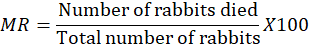 MR = Number of rabbits died / Total number of rabbits X100